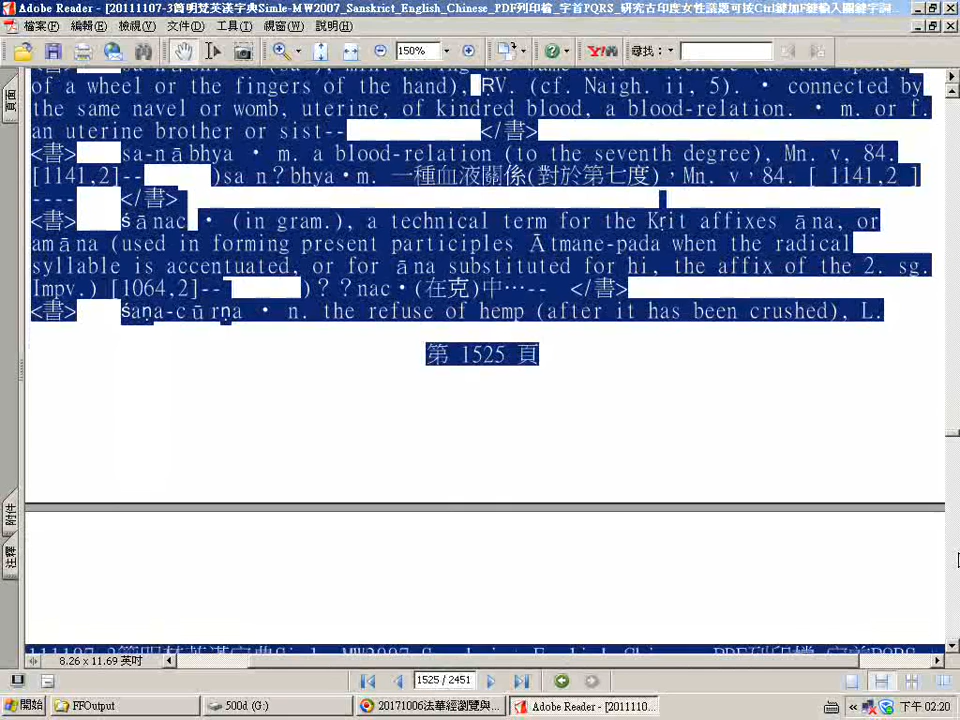 Adobe Reader - [20111107-3簡明梵英漢字典Simle-MW2007_Sanskrict_English_Chinese_PDF列印檔_字首PQRS_研究古印度女性議題可按Ctrl鍵加F鍵輸入關鍵字詞...
檔案(F) 編輯(E) 檢視(V) 文件(D) 工具(T) 視窗(W) 說明(H)
150% 尋找：
頁面
of a wheel or the fingers of the hand), RV. (cf. Naigh. ii, 5). • connected by
the same navel or womb, uterine, of kindred blood, a blood-relation. • m. or f.
an uterine brother or sist-- </書>
<書> sa-nābhya • m. a blood-relation (to the seventh degree), Mn. v, 84.
[1141,2]-- )sa n？bhya•m. 一種血液關係(對於第七度)，Mn. v，84. [ 1141,2 ]
---- </書>
<書> śānac • (in gram.), a technical term for the Kṛit affixes āna, or
amāna (used in forming present participles Ātmane-pada when the radical
syllable is accentuated, or for āna substituted for hi, the affix of the 2. sg.
Impv.) [1064,2]-- )？？nac•(在克)中…-- </書>
<書> śaṇa-cūrṇa • n. the refuse of hemp (after it has been crushed), L.
第 1525 頁
附件
注釋
8.26 x 11.69 英吋
1525 / 2451
開始 FFOutput 500d (G:) 20171006法華經瀏覽與... Adobe Reader - [2011110... 下午 02:20